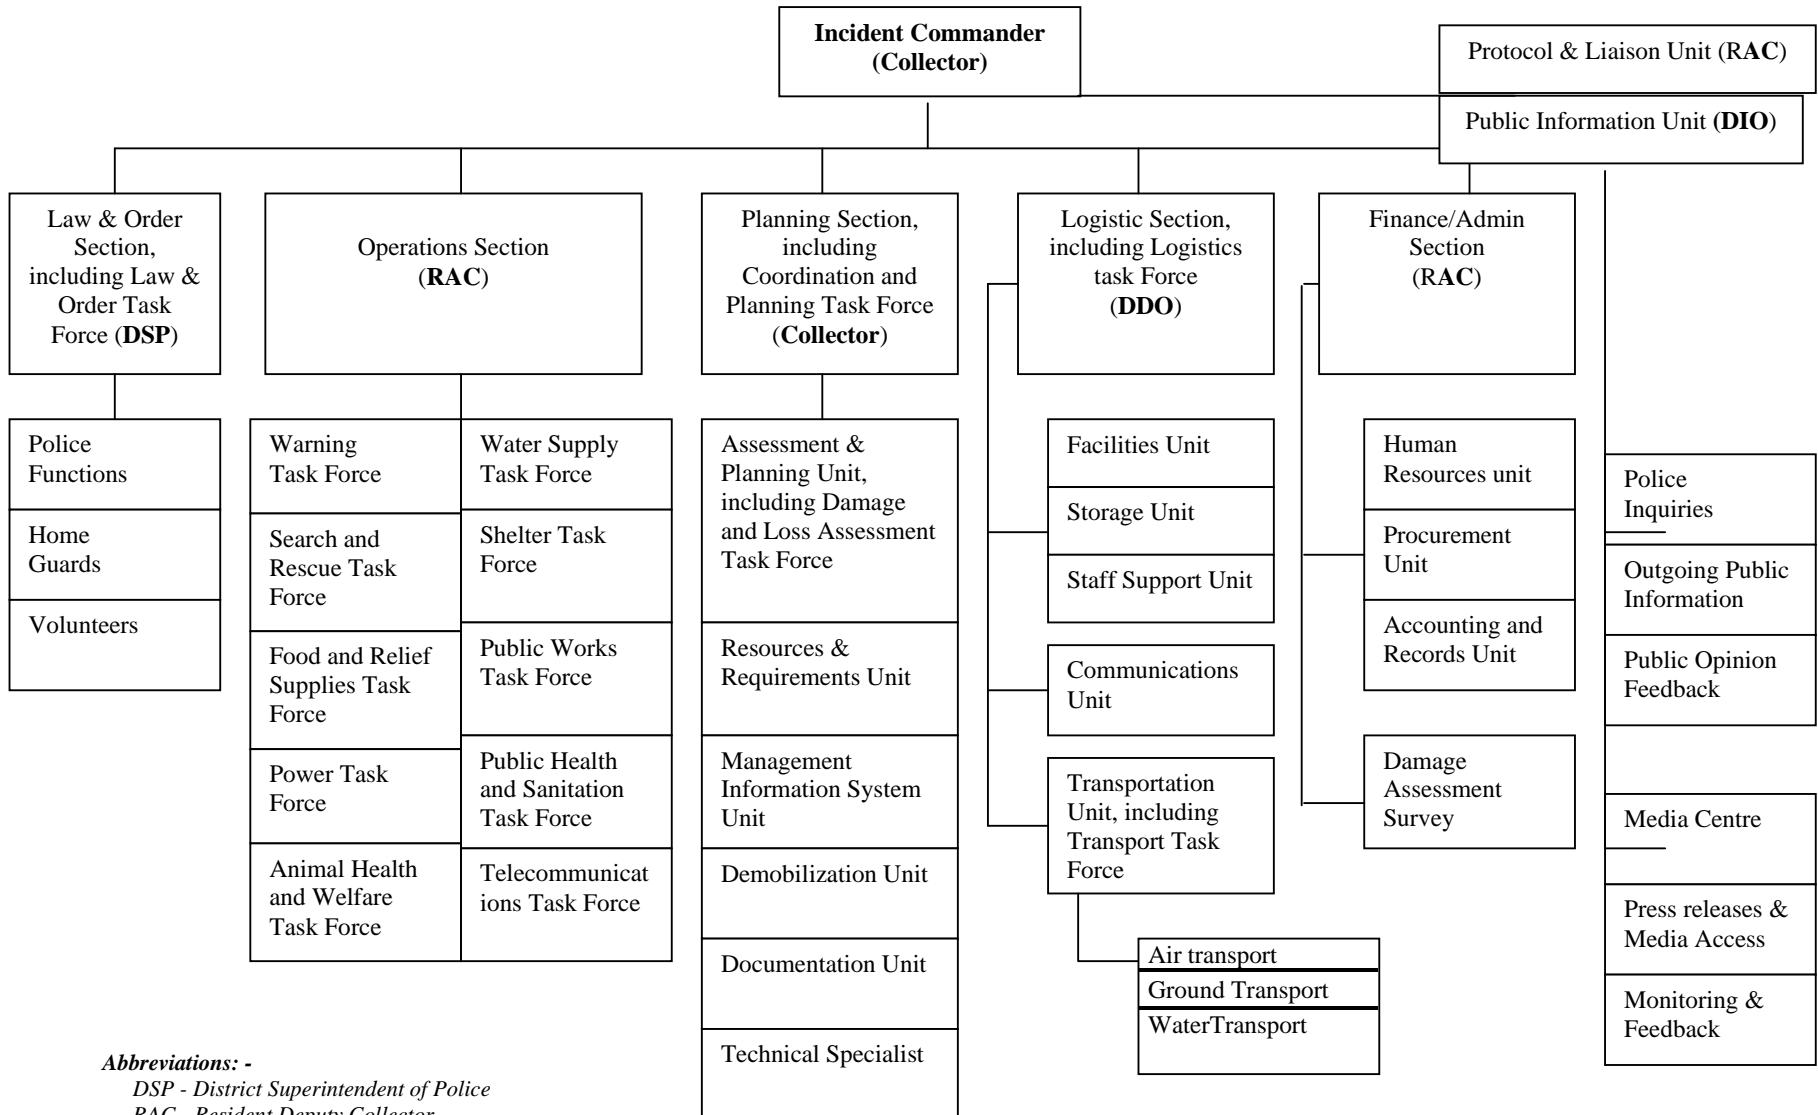 Incident Commander
(Collector)
Protocol & Liaison Unit (RAC)
Public Information Unit (DIO)
Law & Order
Section,
including Law &
Order Task
Force (DSP)
Operations Section
(RAC)
Planning Section,
including
Coordination and
Planning Task Force
(Collector)
Logistic Section,
including Logistics
task Force
(DDO)
Finance/Admin
Section
(RAC)
Police
Functions
Home
Guards
Volunteers
Warning
Task Force
Search and
Rescue Task
Force
Food and Relief
Supplies Task
Force
Power Task
Force
Animal Health
and Welfare
Task Force
Water Supply
Task Force
Shelter Task
Force
Public Works
Task Force
Public Health
and Sanitation
Task Force
Telecommunicat
ions Task Force
Assessment &
Planning Unit,
including Damage
and Loss Assessment
Task Force
Resources &
Requirements Unit
Management
Information System
Unit
Demobilization Unit
Documentation Unit
Technical Specialist
Facilities Unit
Storage Unit
Staff Support Unit
Communications
Unit
Transportation
Unit, including
Transport Task
Force
Air transport
Ground Transport
WaterTransport
Human
Resources unit
Procurement
Unit
Accounting and
Records Unit
Damage
Assessment
Survey
Police
Inquiries
Outgoing Public
Information
Public Opinion
Feedback
Media Centre
Press releases &
Media Access
Monitoring &
Feedback
Abbreviations: -
DSP - District Superintendent of Police
RAC - Resident Deputy Collector